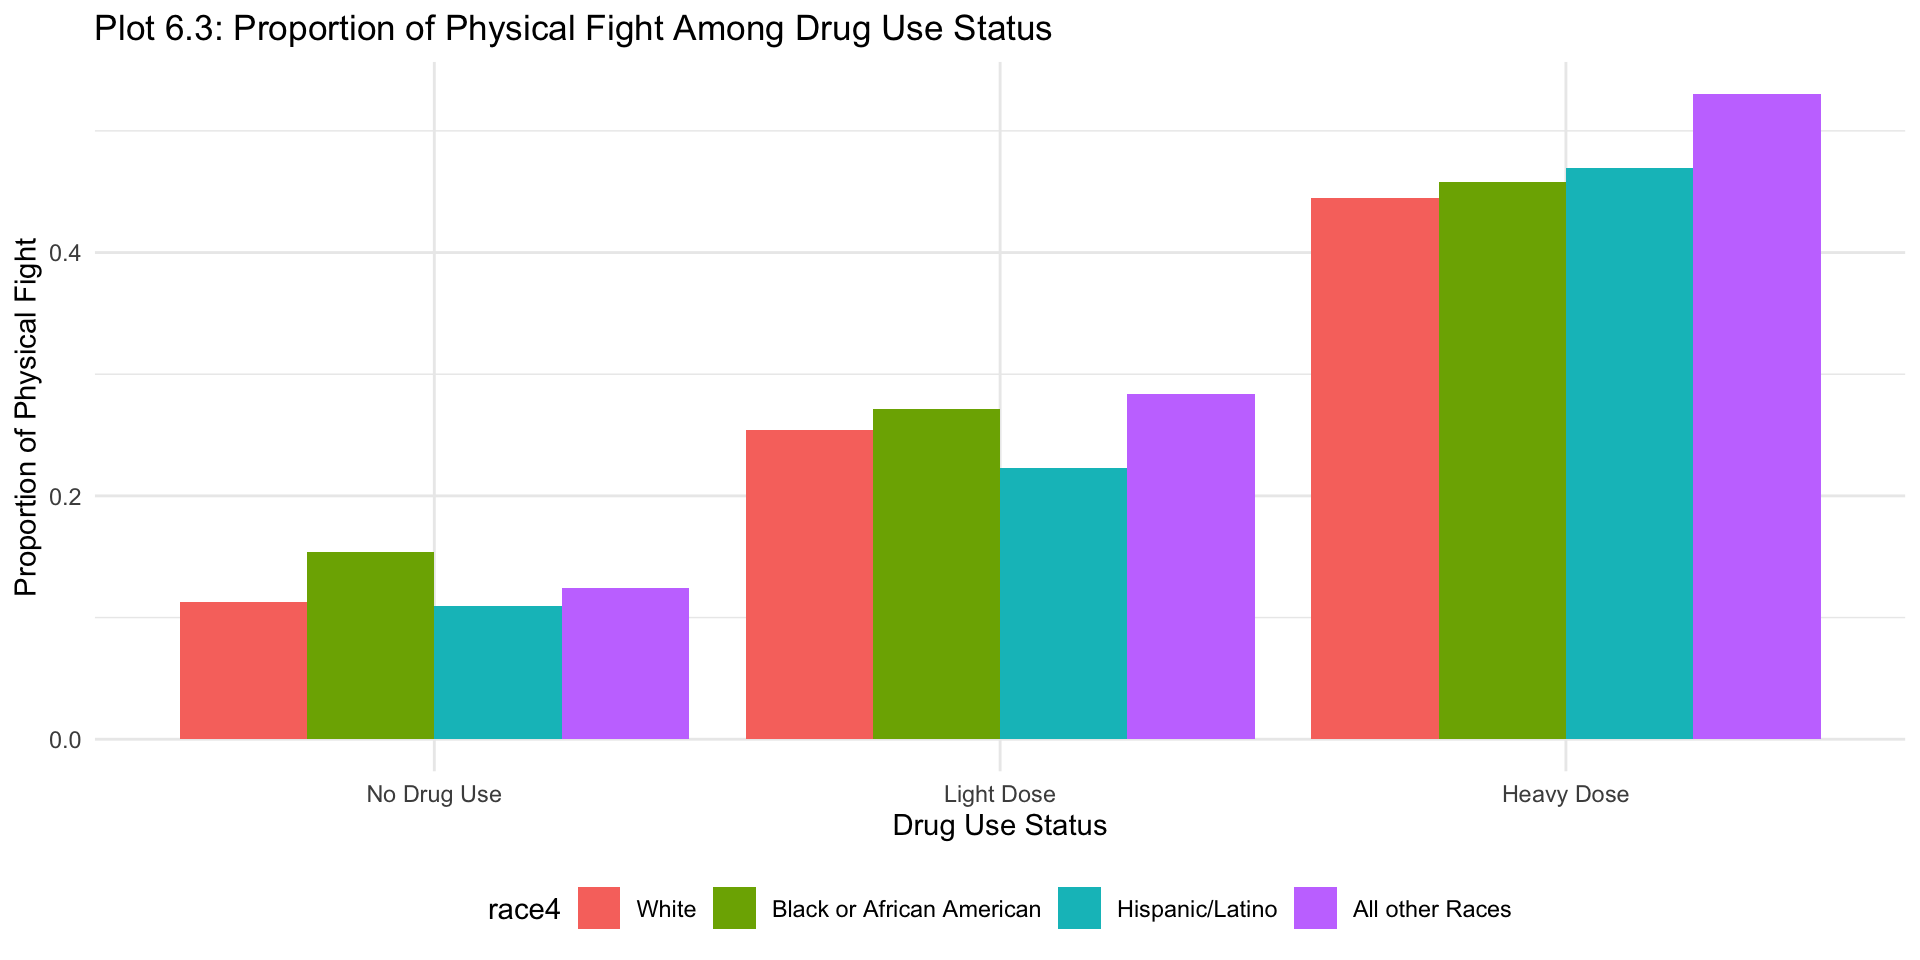 Plot 6.3: Proportion of Physical Fight Among Drug Use Status
Proportion of Physical Fight
0.4
0.2
0.0
No Drug Use
Light Dose
Heavy Dose
Drug Use Status
race4
White
Black or African American
Hispanic/Latino
All other Races